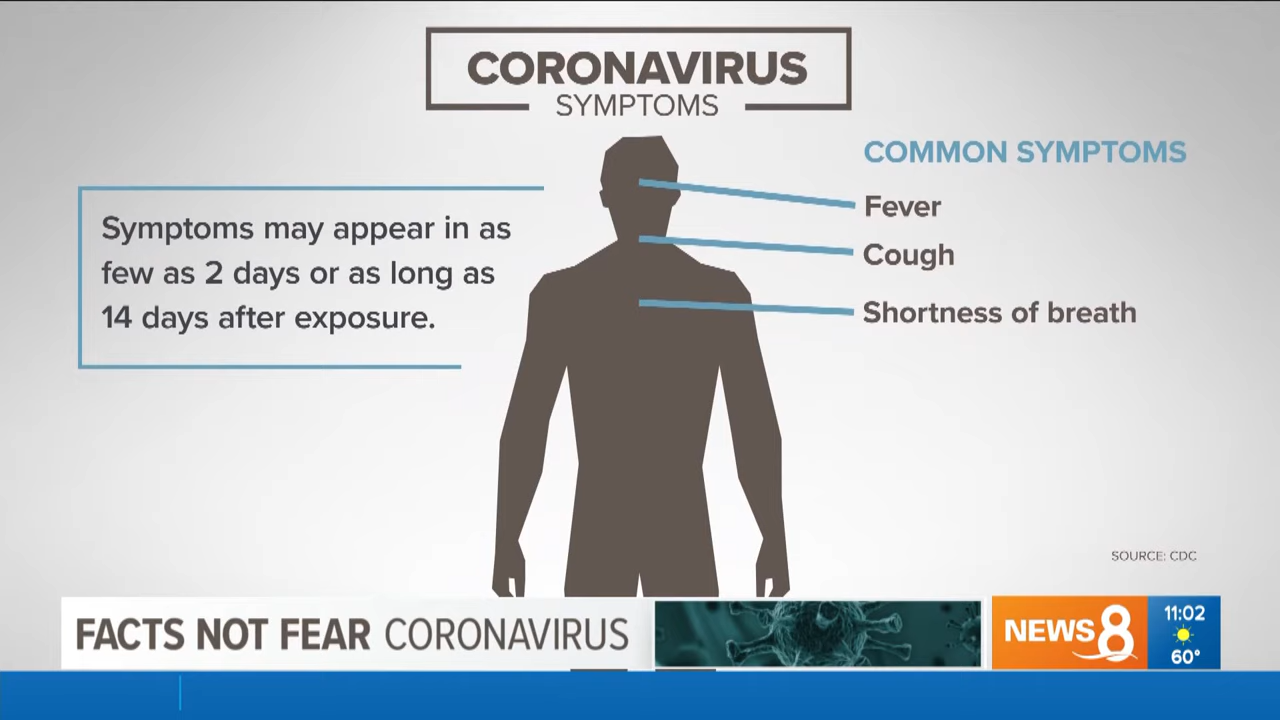 CORONAVIRUS
SYMPTOMS
COMMON SYMPTOMS
Fever
Cough
Shortness of breath
Symptoms may appear in as
few as 2 days or as long as
14 days after exposure.
SOURCE: CDC
FACTS NOT FEAR CORONAVIRUS
NEWS 8
11:02
60°